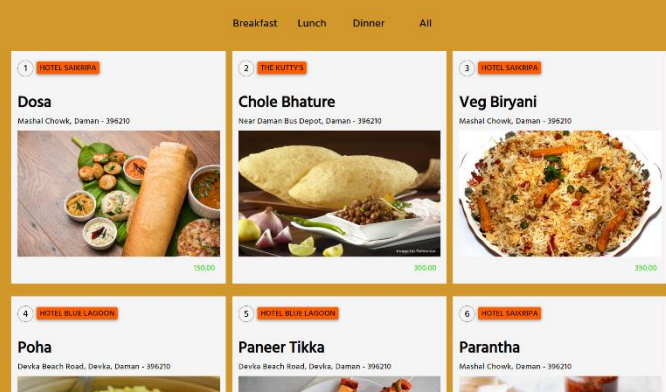 Breakfast Lunch Dinner All
1 HOTEL SAIKRIPA
Dosa
Mashal Chowk, Daman - 396210
150.00
2 THE KUTTY'S
Chole Bhature
Near Daman Bus Depot, Daman - 396210
Image for Reference
300.00
3 HOTEL SAIKRIPA
Veg Biryani
Mashal Chowk, Daman - 396210
350.00
4 HOTEL BLUE LAGOON
Poha
Devka Beach Road, Devka, Daman - 396210
5 HOTEL BLUE LAGOON
Paneer Tikka
Devka Beach Road, Devka, Daman - 396210
6 HOTEL SAIKRIPA
Parantha
Mashal Chowk, Daman - 396210